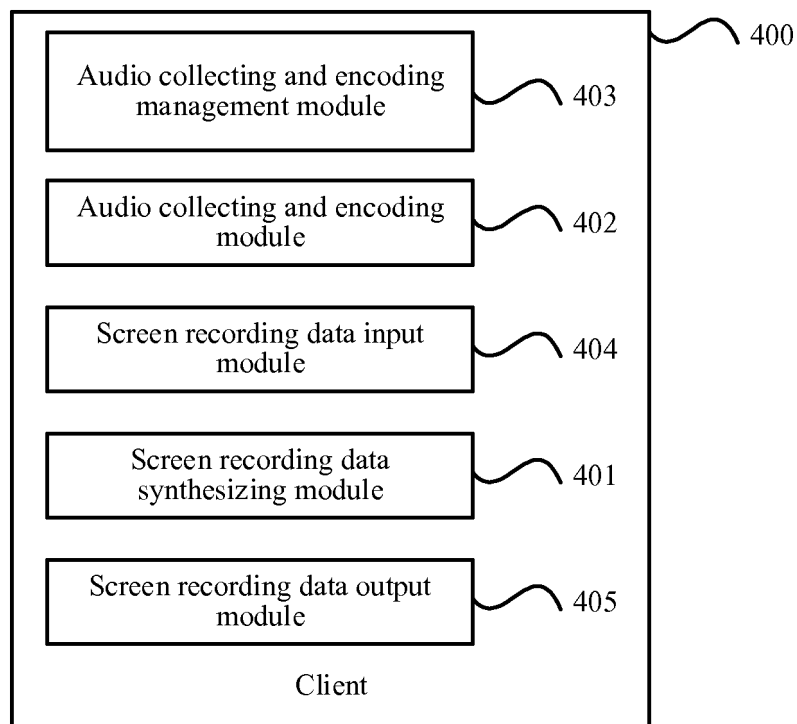 400
Audio collecting and encoding
management module
403
Audio collecting and encoding
module
402
Screen recording data input
module
404
Screen recording data
synthesizing module
401
Screen recording data output
module
405
Client